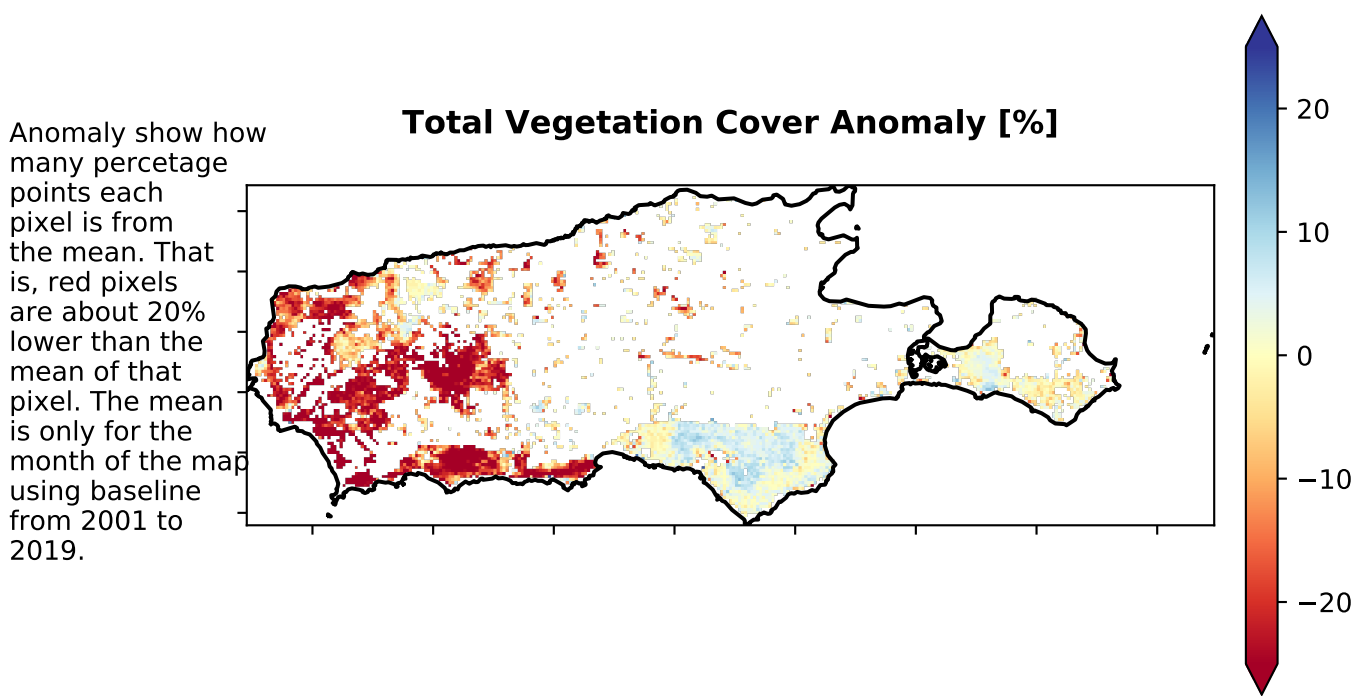 Total Vegetation Cover Anomaly [%]
Anomaly show how
many percetage
points each
pixel is from
the mean. That
is, red pixels
are about 20%
lower than the
mean of that
pixel. The mean
is only for the
month of the map
using baseline
from 2001 to
2019.
20
10
0
−10
−20